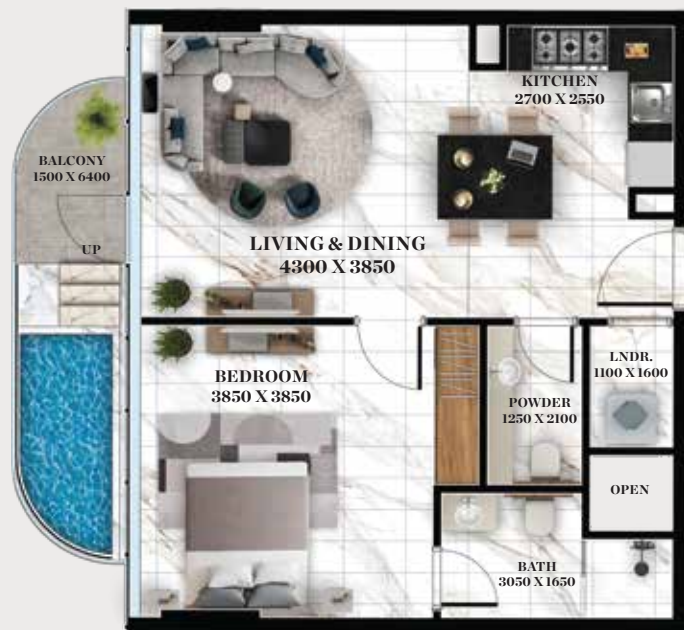 KITCHEN
2700 X 2550
BALCONY
1500 X 6400
UP
LIVING & DINING
4300 X 3850
BEDROOM
3850 X 3850
LNDR.
1100 X 1600
POWDER
1250 X 2100
OPEN
BATH
3050 X 1650